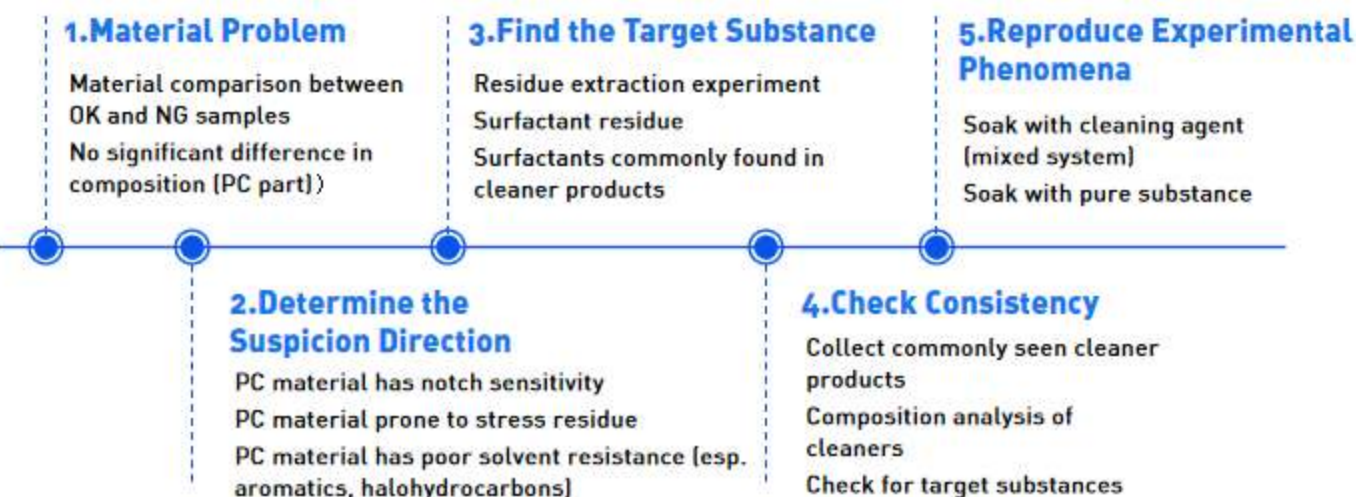 1.Material Problem
Material comparison between
OK and NG samples
No significant difference in
composition (PC part))
2.Determine the
Suspicion Direction
PC material has notch sensitivity
PC material prone to stress residue
PC material has poor solvent resistance (esp.
aromatics, halohydrocarbons)
3.Find the Target Substance
Residue extraction experiment
Surfactant residue
Surfactants commonly found in
cleaner products
4.Check Consistency
Collect commonly seen cleaner
products
Composition analysis of
cleaners
Check for target substances
5.Reproduce Experimental
Phenomena
Soak with cleaning agent
(mixed system)
Soak with pure substance